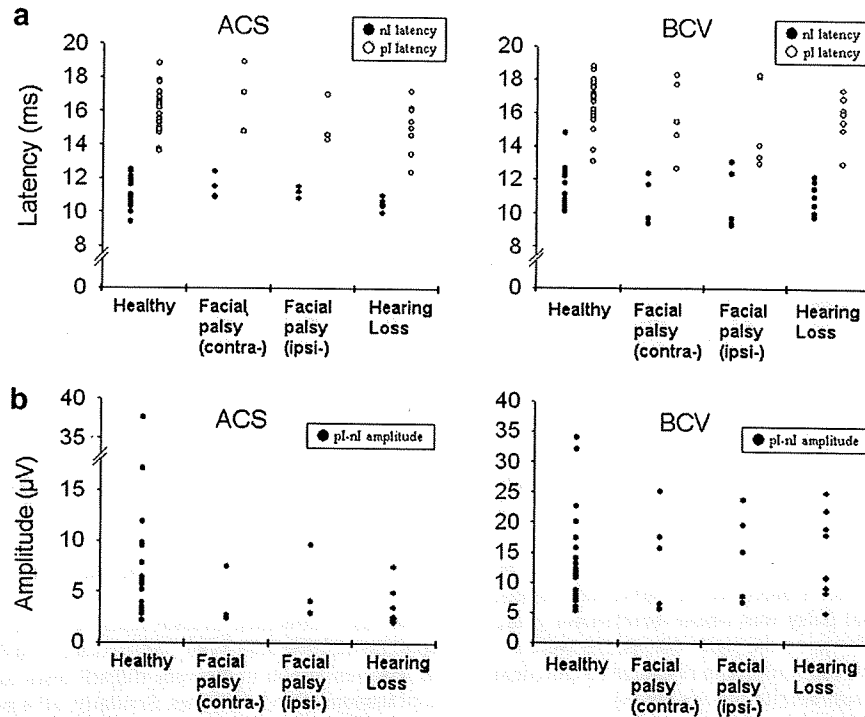 a
ACS
nI latency
pI latency
Latency (ms)
20
18
16
14
12
10
8
0
Healthy
Facial
palsy
(contra-)
Facial
palsy
(ipsi-)
Hearing
Loss
BCV
nI latency
pI latency
20
18
16
14
12
10
8
0
Healthy
Facial
palsy
(contra-)
Facial
palsy
(ipsi-)
Hearing
Loss
b
ACS
pI-nI amplitude
Amplitude (µV)
40
35
15
10
5
0
Healthy
Facial
palsy
(contra-)
Facial
palsy
(ipsi-)
Hearing
Loss
BCV
pI-nI amplitude
40
35
30
25
20
15
10
5
0
Healthy
Facial
palsy
(contra-)
Facial
palsy
(ipsi-)
Hearing
Loss